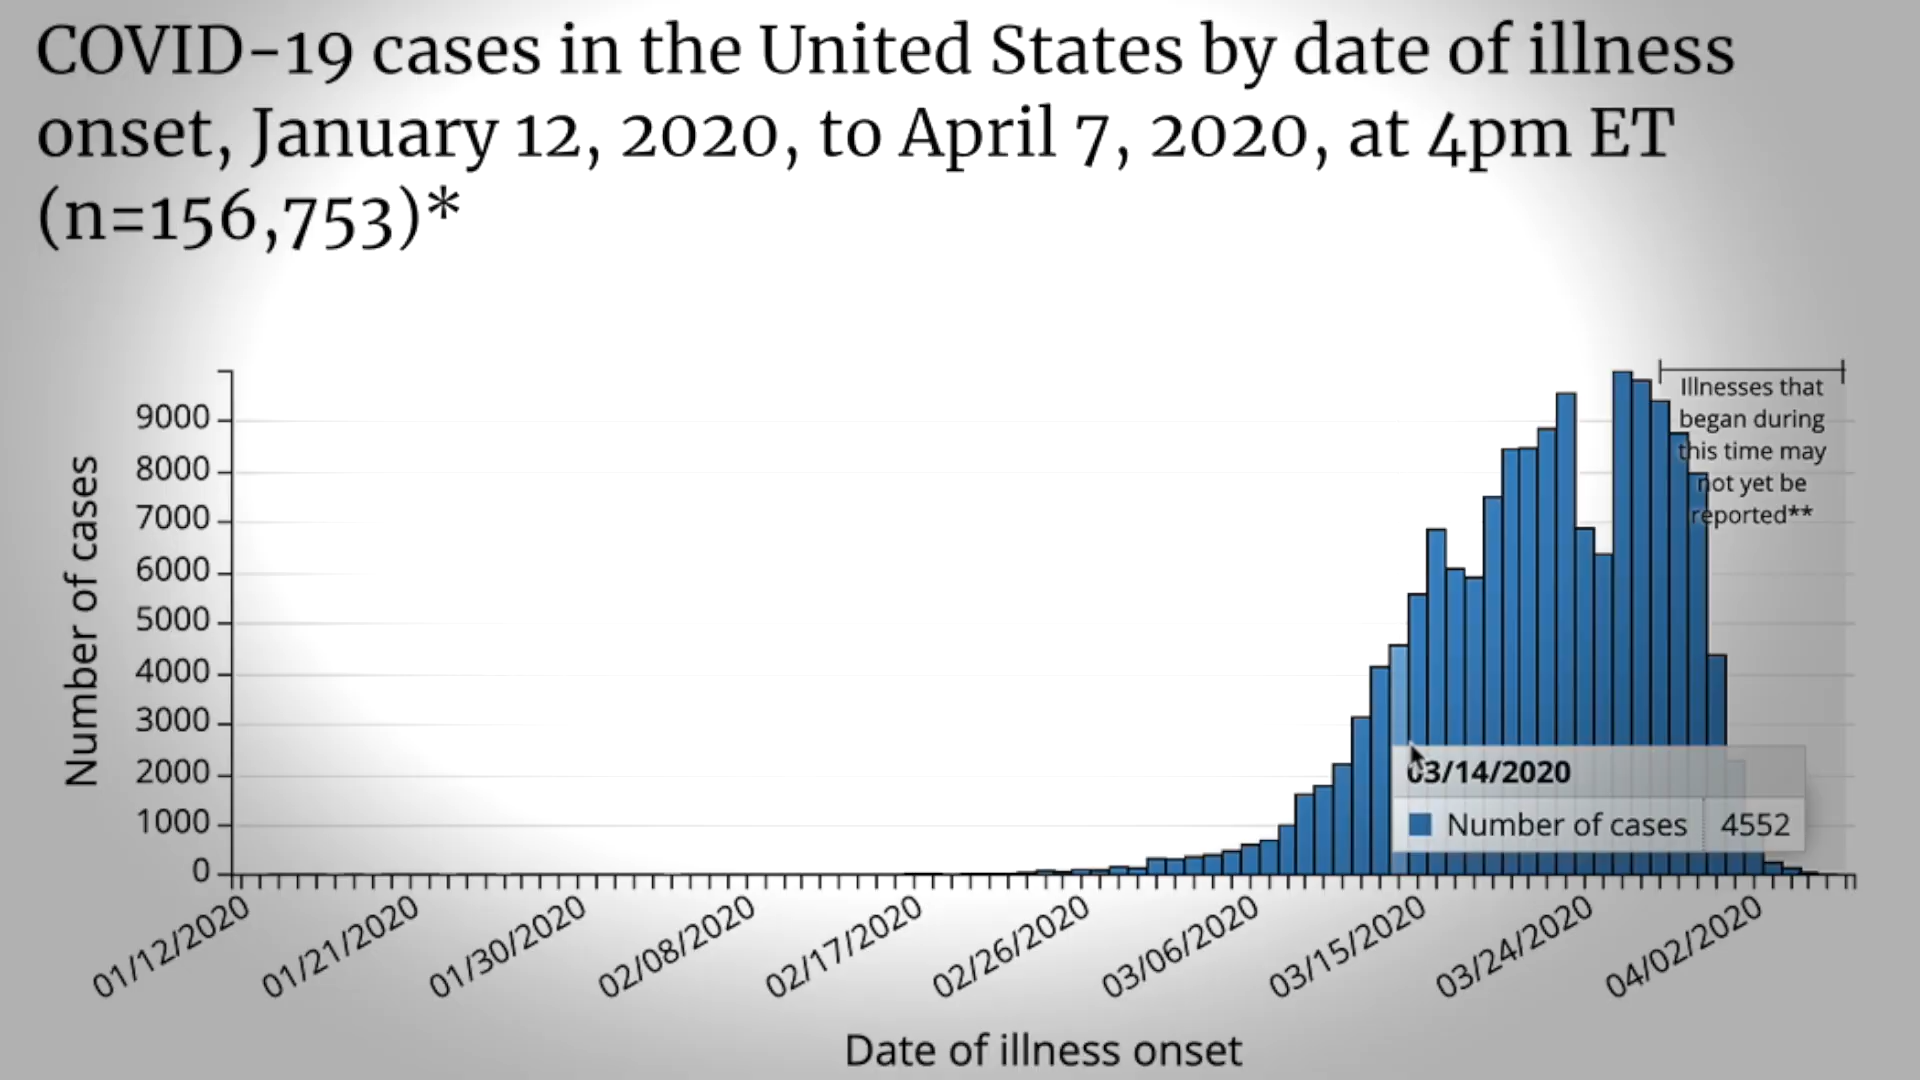 COVID-19 cases in the United States by date of illness
onset, January 12, 2020, to April 7, 2020, at 4pm ET
(n=156,753)*
Number of cases
9000
8000
7000
6000
5000
4000
3000
2000
1000
0
Illnesses that
began during
this time may
not yet be
reported**
03/14/2020
Number of cases 4552
01/12/2020 01/21/2020 01/30/2020 02/08/2020 02/17/2020 02/26/2020 03/06/2020 03/15/2020 03/24/2020 04/02/2020
Date of illness onset